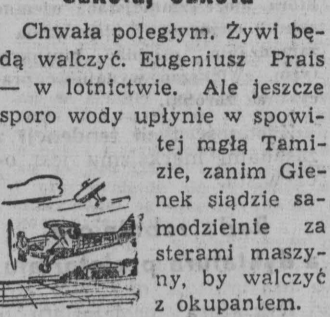 Chwała poległym. Żywi bę-
dą walczyć. Eugeniusz Prais
— w lotnictwie. Ale jeszcze
sporo wody upłynie w spowi-
tej mgłą Tami-
zie, zanim Gie-
nek siądzie sa-
modzielnie za
sterami maszy-
ny, by walczyć
z okupantem.